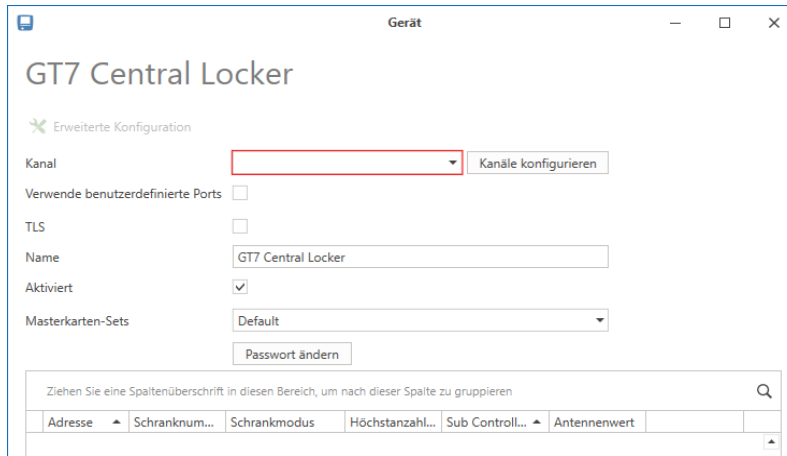 Gerät
GT7 Central Locker
Erweiterte Konfiguration
Kanal
Kanäle konfigurieren
Verwende benutzerdefinierte Ports
TLS
Name GT7 Central Locker
Aktiviert
Masterkarten-Sets Default
Passwort ändern
Ziehen Sie eine Spaltenüberschrift in diesen Bereich, um nach dieser Spalte zu gruppieren
Adresse Schranknum... Schrankmodus Höchstanzahl... Sub Controll... Antennenwert